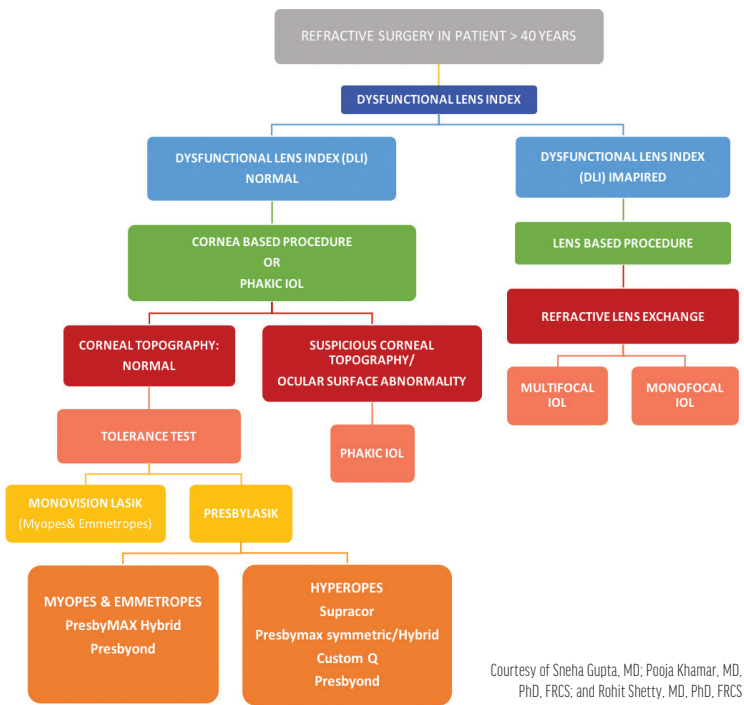 REFRACTIVE SURGERY IN PATIENT > 40 YEARS
DYSFUNCTIONAL LENS INDEX
DYSFUNCTIONAL LENS INDEX (DLI)
NORMAL
DYSFUNCTIONAL LENS INDEX
(DLI) IMAPIRED
CORNEA BASED PROCEDURE
OR
PHAKIC IOL
LENS BASED PROCEDURE
CORNEAL TOPOGRAPHY:
NORMAL
SUSPICIOUS CORNEAL
TOPOGRAPHY/
OCULAR SURFACE ABNORMALITY
REFRACTIVE LENS EXCHANGE
MULTIFOCAL
IOL
MONOFOCAL
IOL
TOLERANCE TEST
PHAKIC IOL
MONOVISION LASIK
(Myopes& Emmetropes)
PRESBYLASIK
MYOPES & EMMETROPES
PresbyMAX Hybrid
Presbyond
HYPEROPES
Supracor
Presbymax symmetric/Hybrid
Custom Q
Presbyond
Courtesy of Sneha Gupta, MD; Pooja Khamar, MD,
PhD, FRCS; and Rohit Shetty, MD, PhD, FRCS